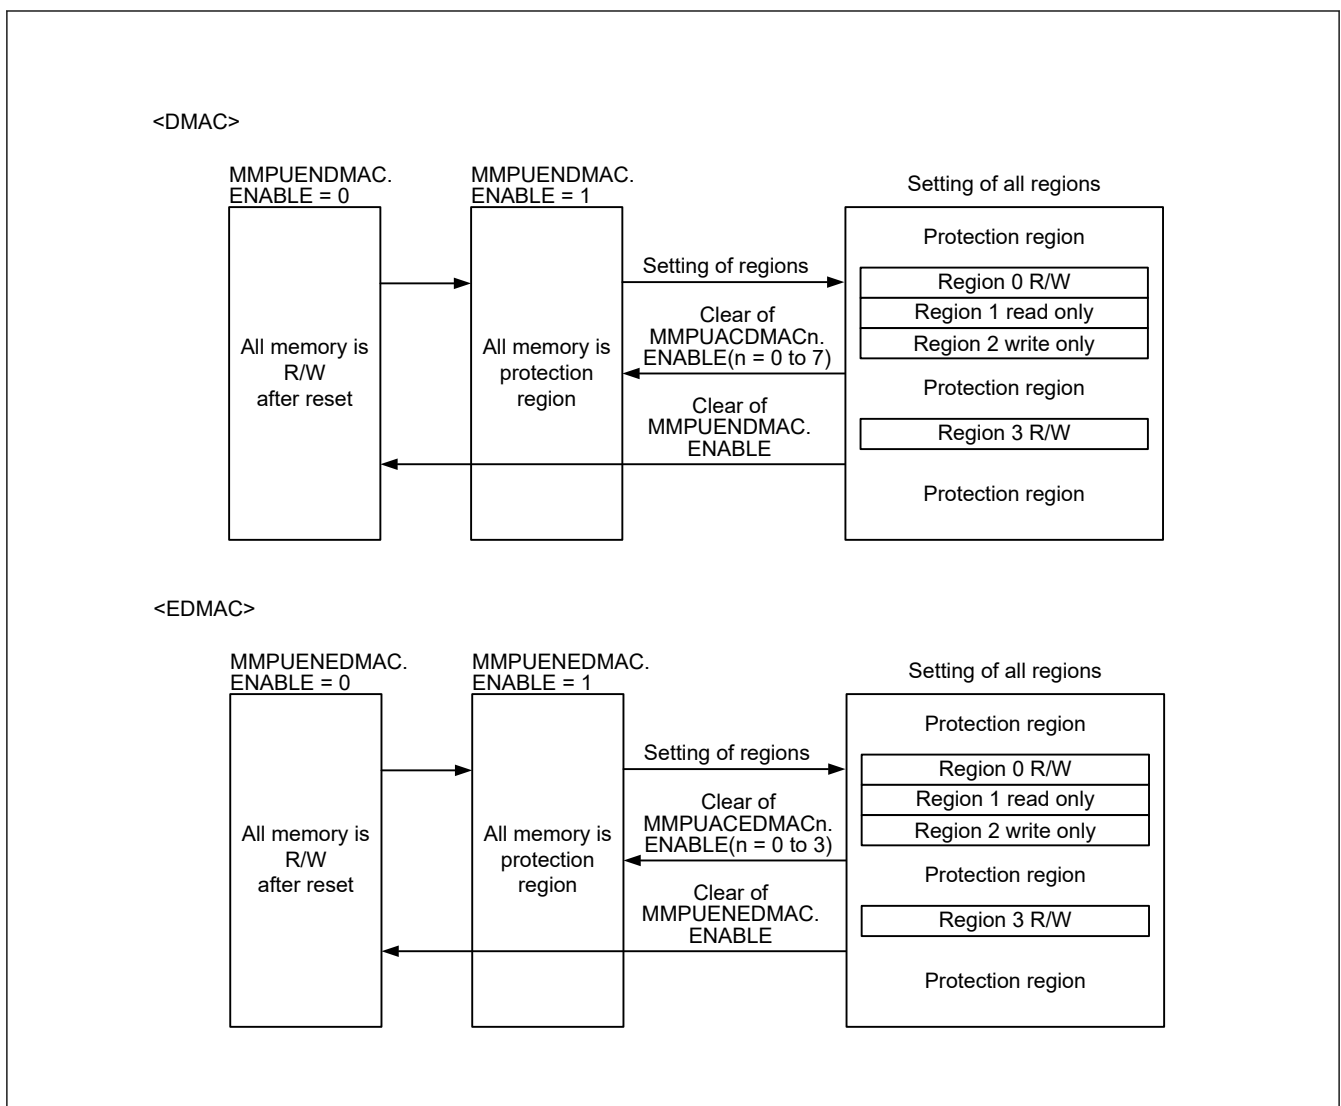 <DMAC>
MMPUENDMAC.
ENABLE = 0
MMPUENDMAC.
ENABLE = 1
Setting of all regions
All memory is
R/W
after reset
All memory is
protection
region
Setting of regions
Clear of
MMPUACDMACn.
ENABLE(n = 0 to 7)
Clear of
MMPUENDMAC.
ENABLE
Protection region
Region 0 R/W
Region 1 read only
Region 2 write only
Protection region
Region 3 R/W
Protection region
<EDMAC>
MMPUENEDMAC.
ENABLE = 0
MMPUENEDMAC.
ENABLE = 1
Setting of all regions
All memory is
R/W
after reset
All memory is
protection
region
Setting of regions
Clear of
MMPUACEDMACn.
ENABLE(n = 0 to 3)
Clear of
MMPUENEDMAC.
ENABLE
Protection region
Region 0 R/W
Region 1 read only
Region 2 write only
Protection region
Region 3 R/W
Protection region